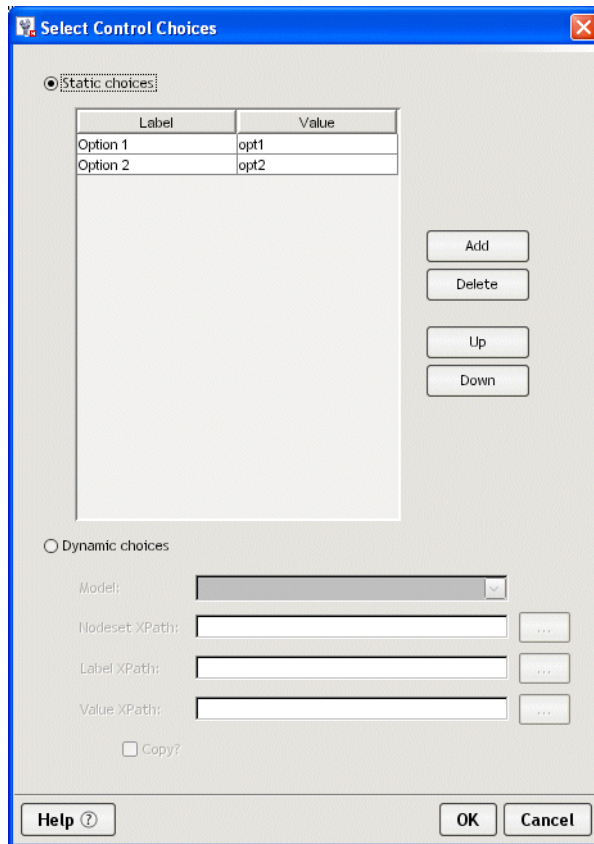 Select Control Choices
Static choices
Label Value
Option 1 opt1
Option 2 opt2
Add
Delete
Up
Down
Dynamic choices
Model:
Nodeset XPath: ...
Label XPath: ...
Value XPath: ...
Copy?
Help ? OK Cancel